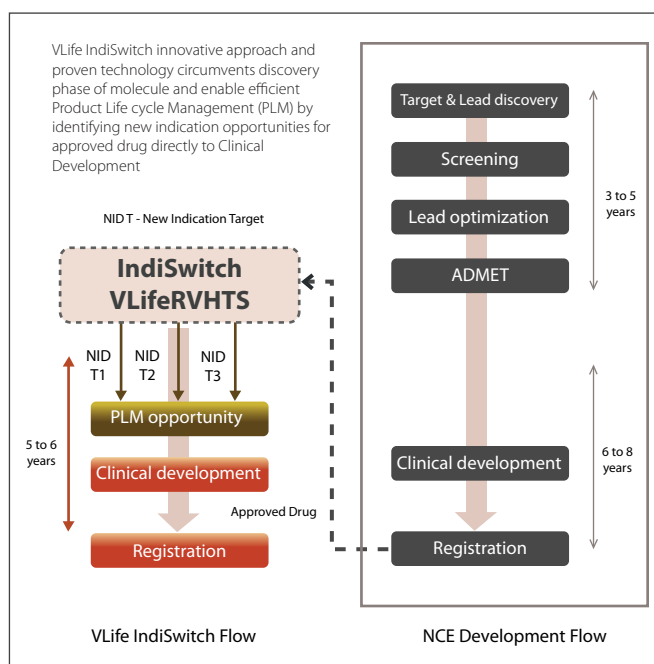 VLife IndiSwitch innovative approach and
proven technology circumvents discovery
phase of molecule and enable efficient
Product Life cycle Management (PLM) by
identifying new indication opportunities for
approved drug directly to Clinical
Development
NID T - New Indication Target
IndiSwitch
VLifeRVHTS
NID
T1
NID
T2
NID
T3
PLM opportunity
5 to 6
years
Clinical development
Approved Drug
Registration
VLife IndiSwitch Flow
Target & Lead discovery
Screening
Lead optimization
3 to 5
years
ADMET
Clinical development
6 to 8
years
Registration
NCE Development Flow